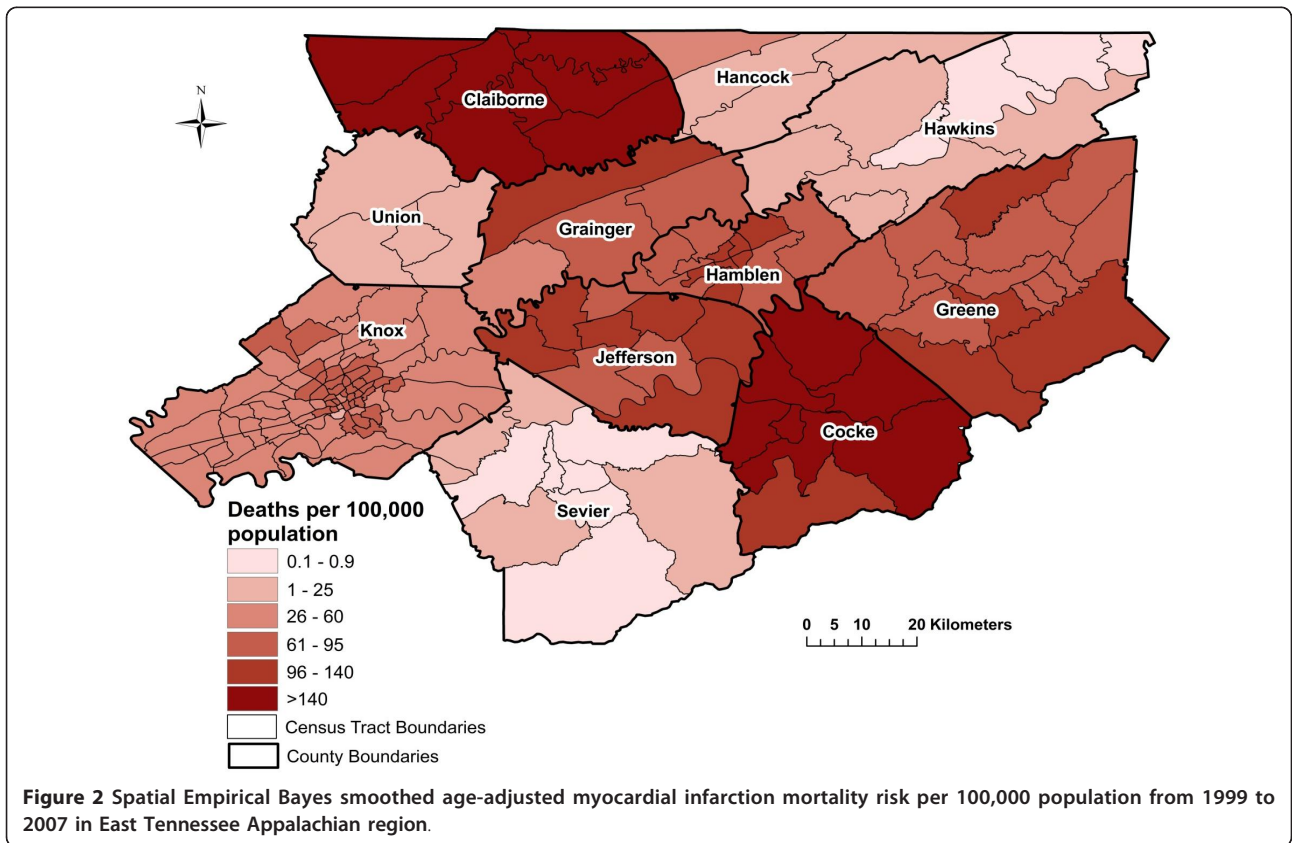 N
Claiborne
Hancock
Hawkins
Union
Grainger
Hamblen
Greene
Knox
Jefferson
Cocke
Sevier
Deaths per 100,000
population
0.1 - 0.9
1 - 25
26 - 60
61 - 95
96 - 140
>140
Census Tract Boundaries
County Boundaries
0 5 10 20 Kilometers
Figure 2 Spatial Empirical Bayes smoothed age-adjusted myocardial infarction mortality risk per 100,000 population from 1999 to
2007 in East Tennessee Appalachian region.